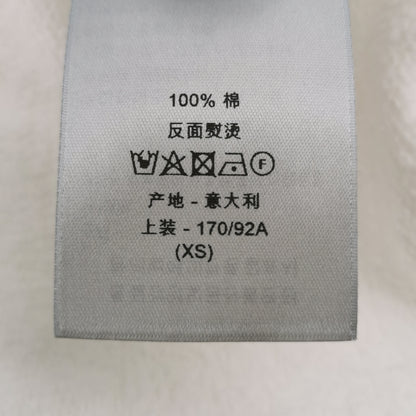 100% 棉
反面熨烫
F
产地 - 意大利
上装 - 170/92A
(XS)